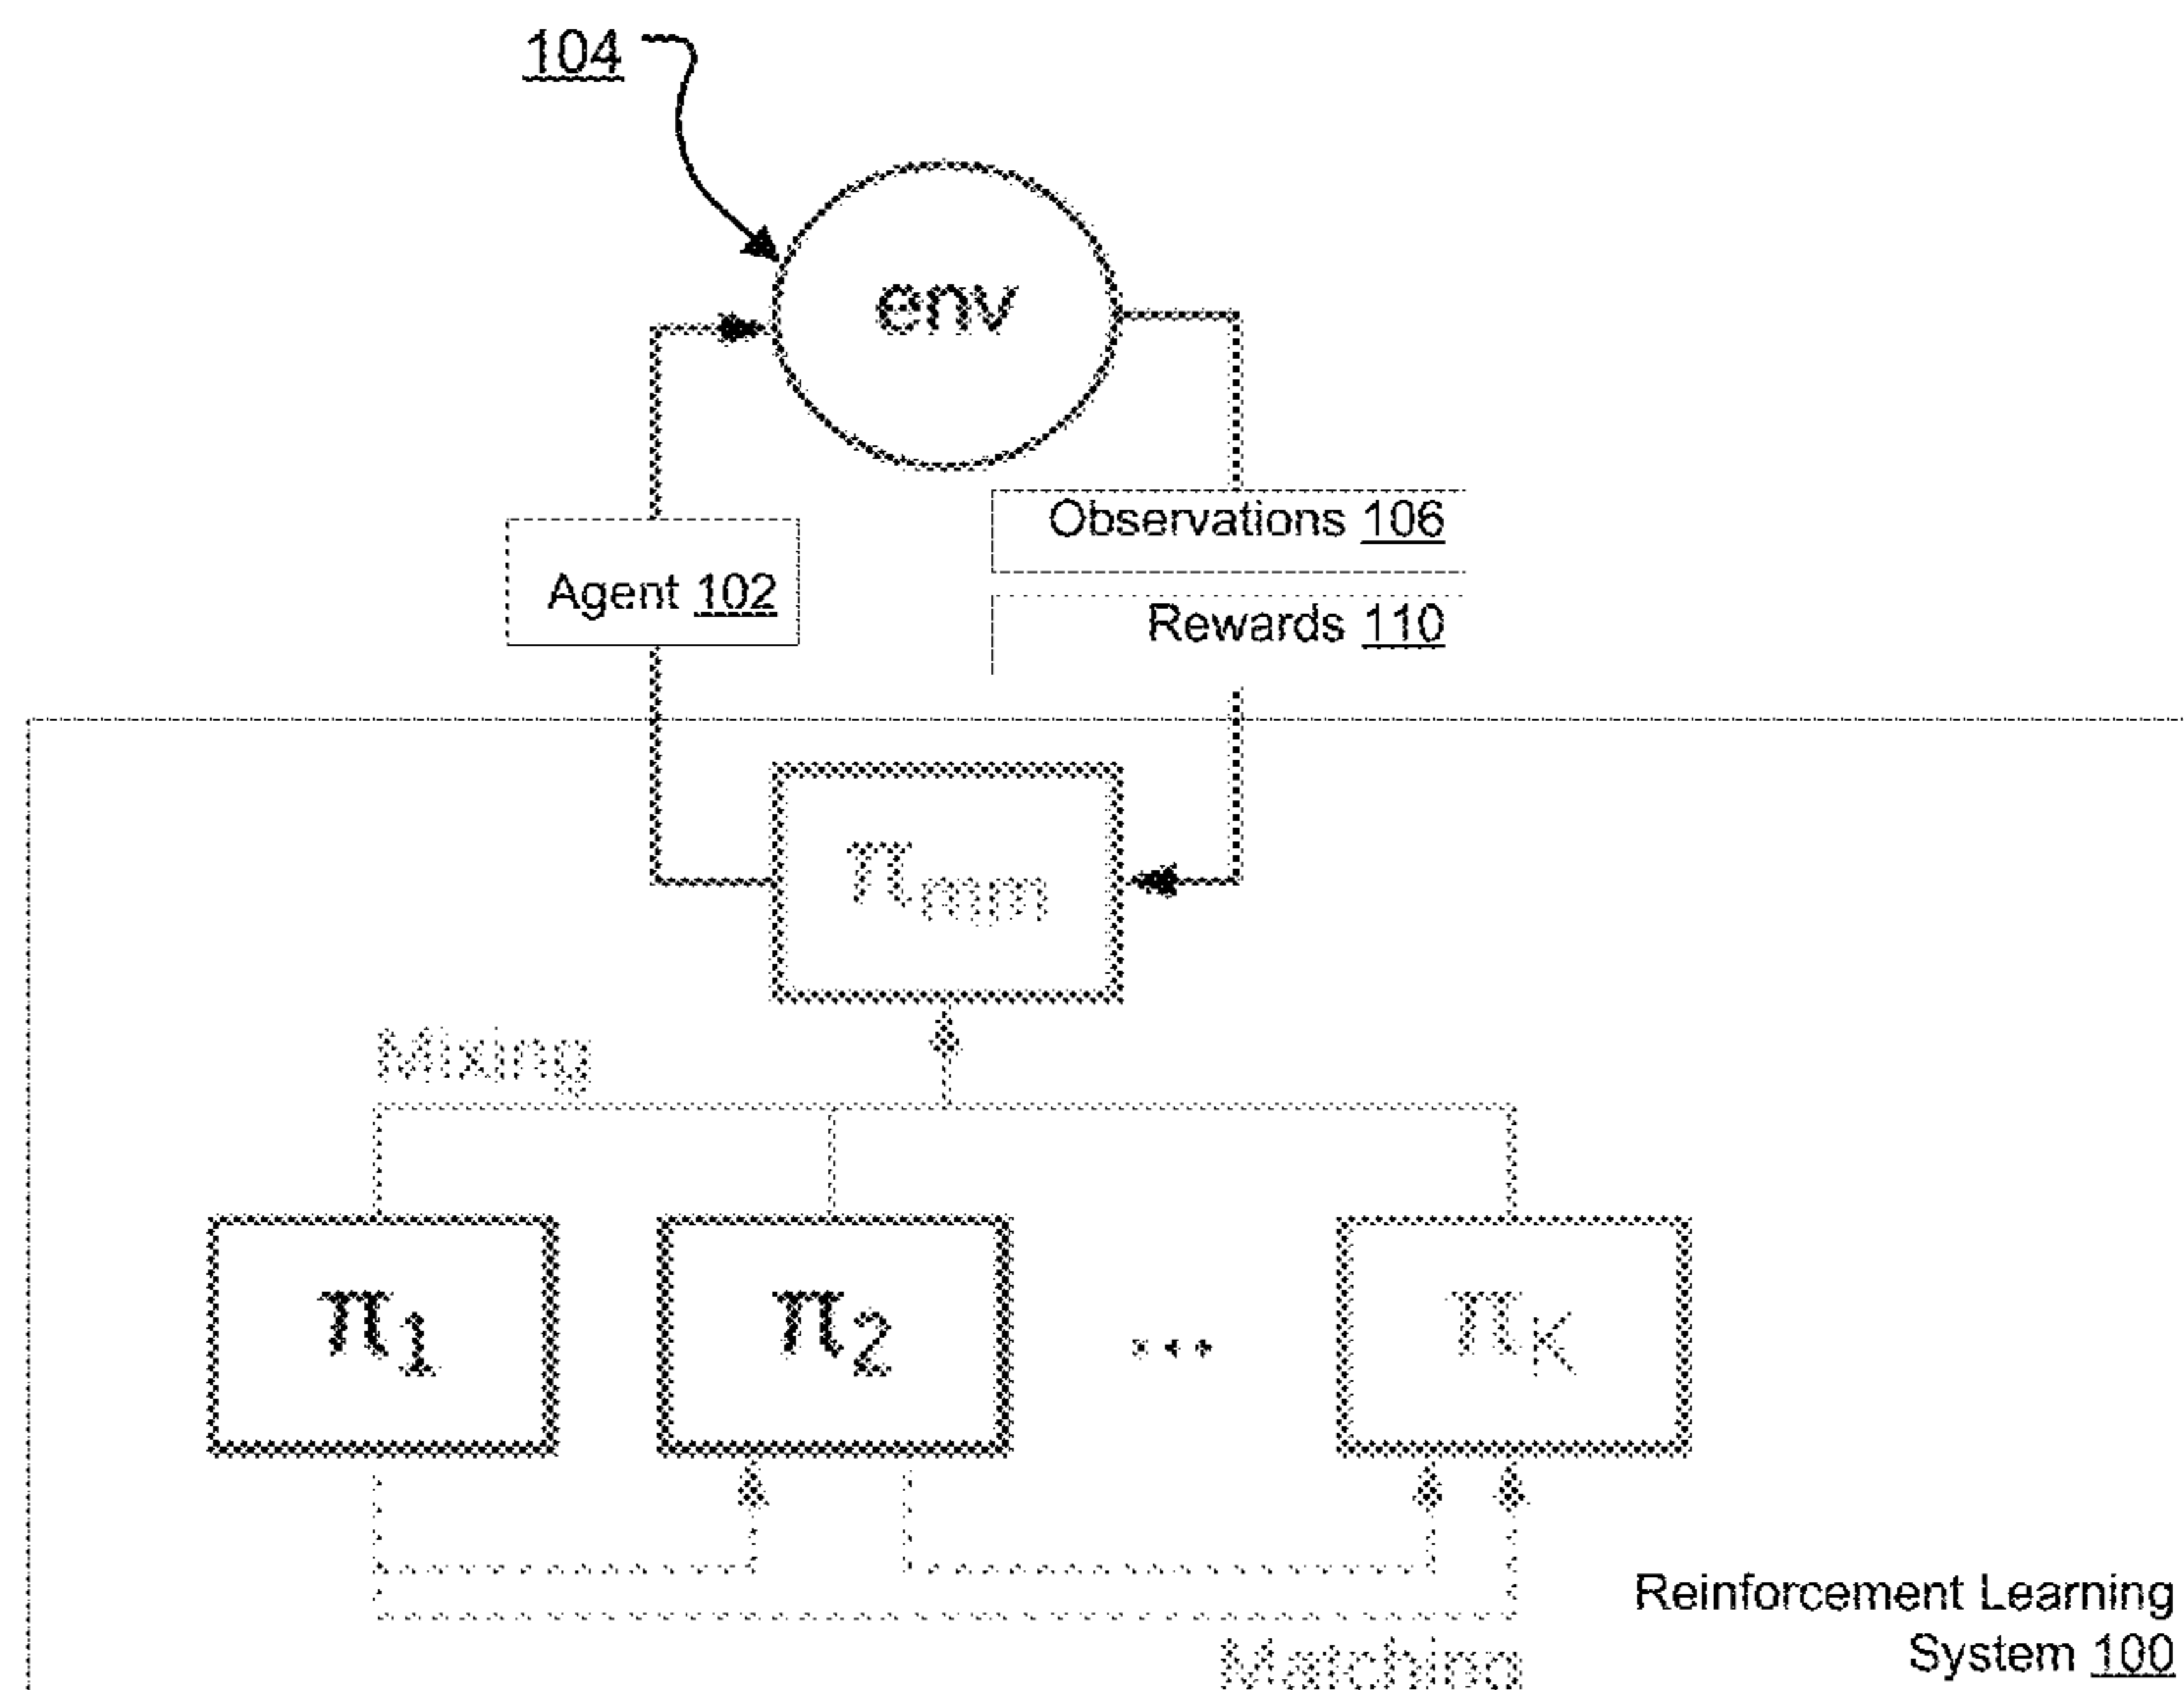 104
env
Observations 106
Agent 102
Rewards 110
πmm
Mixing
π1
π2
...
πK
Reinforcement Learning
System 100
Matching